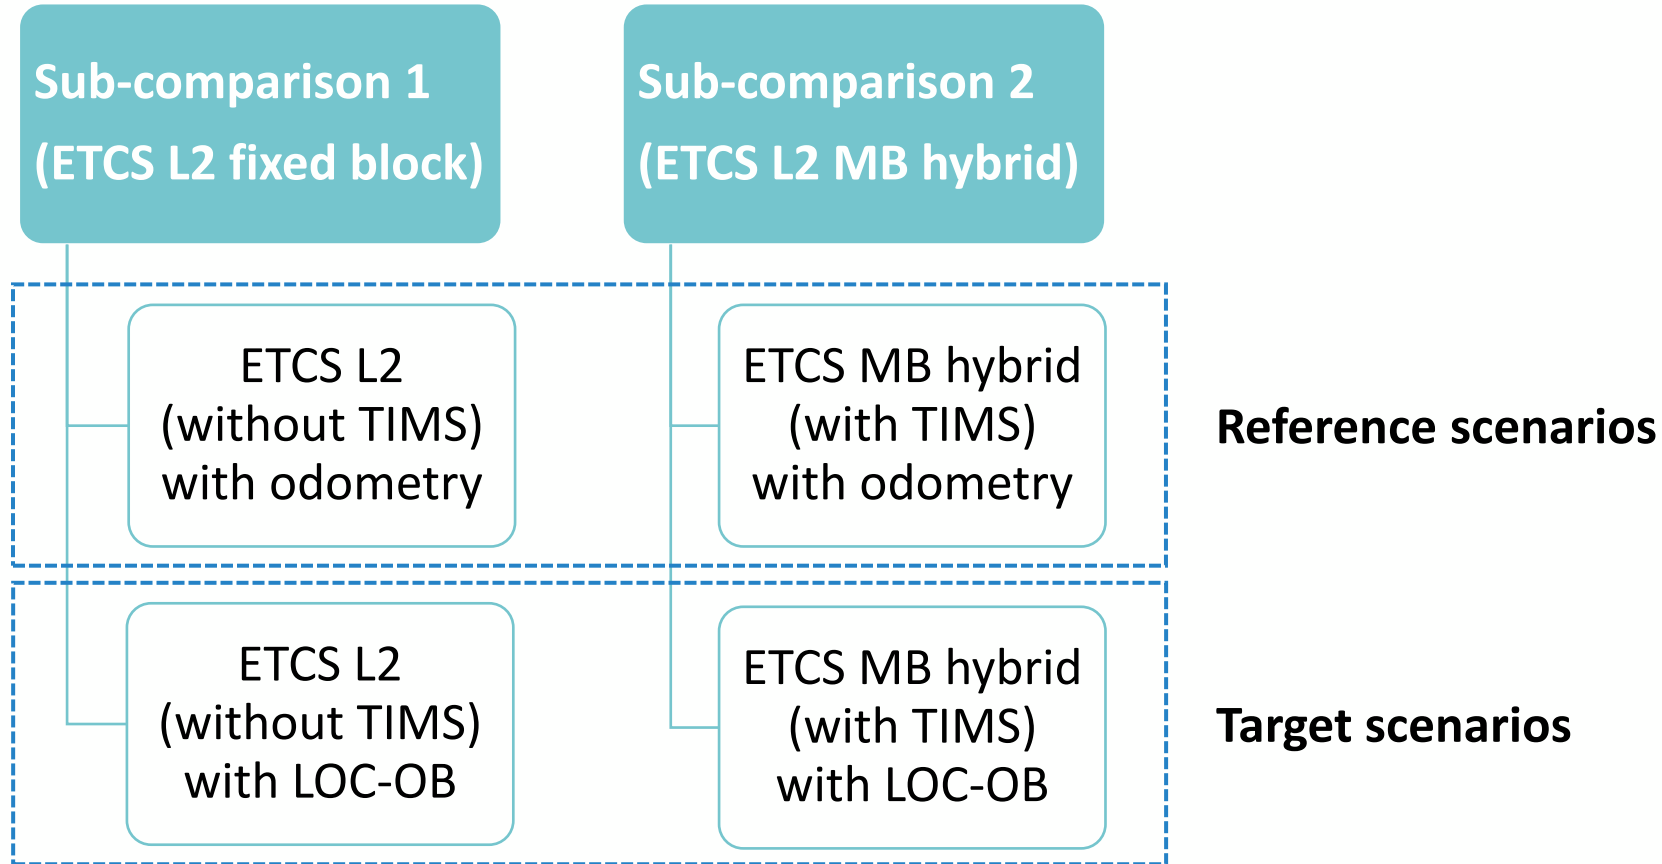 Sub-comparison 1
(ETCS L2 fixed block)
Sub-comparison 2
(ETCS L2 MB hybrid)
ETCS L2
(without TIMS)
with odometry
ETCS MB hybrid
(with TIMS)
with odometry
Reference scenarios
ETCS L2
(without TIMS)
with LOC-OB
ETCS MB hybrid
(with TIMS)
with LOC-OB
Target scenarios